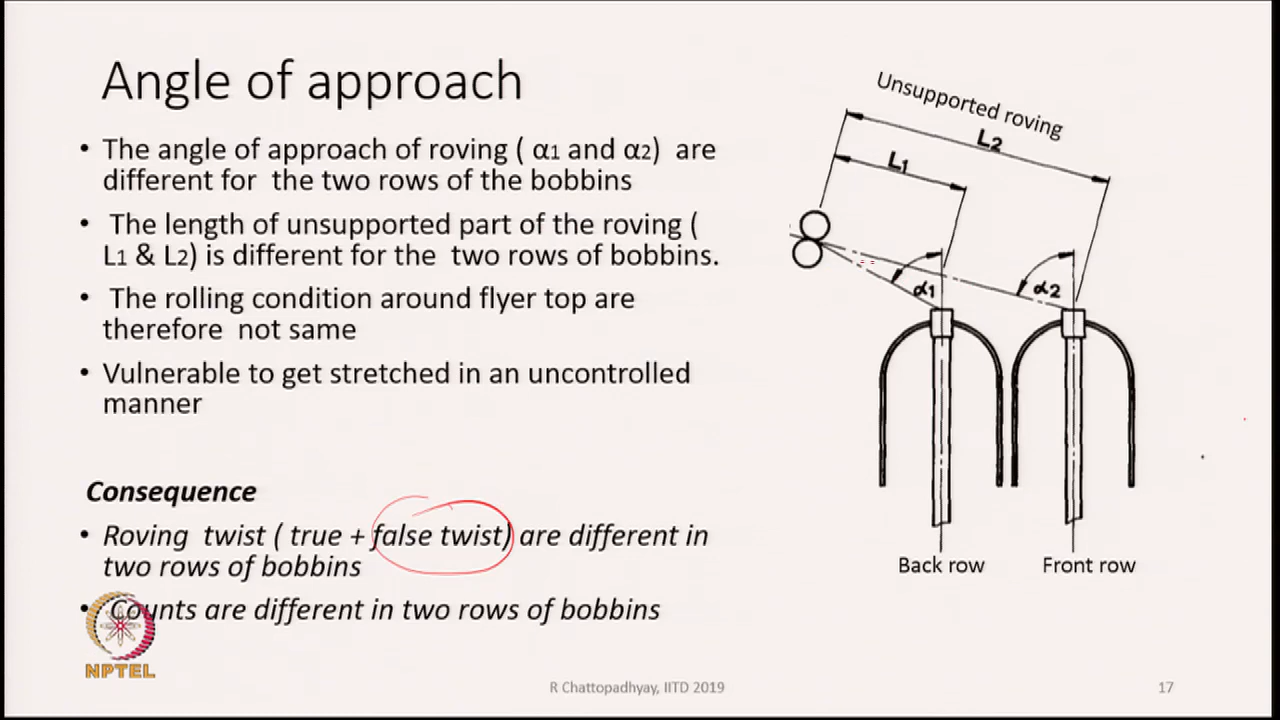 Angle of approach
• The angle of approach of roving ( α1 and α2) are
different for the two rows of the bobbins
• The length of unsupported part of the roving (
L1 & L2) is different for the two rows of bobbins.
• The rolling condition around flyer top are
therefore not same
• Vulnerable to get stretched in an uncontrolled
manner
Consequence
• Roving twist ( true + false twist) are different in
two rows of bobbins
• Counts are different in two rows of bobbins
Unsupported roving
L2
L1
α1
α2
Back row
Front row
NPTEL
R Chattopadhyay, IITD 2019
17